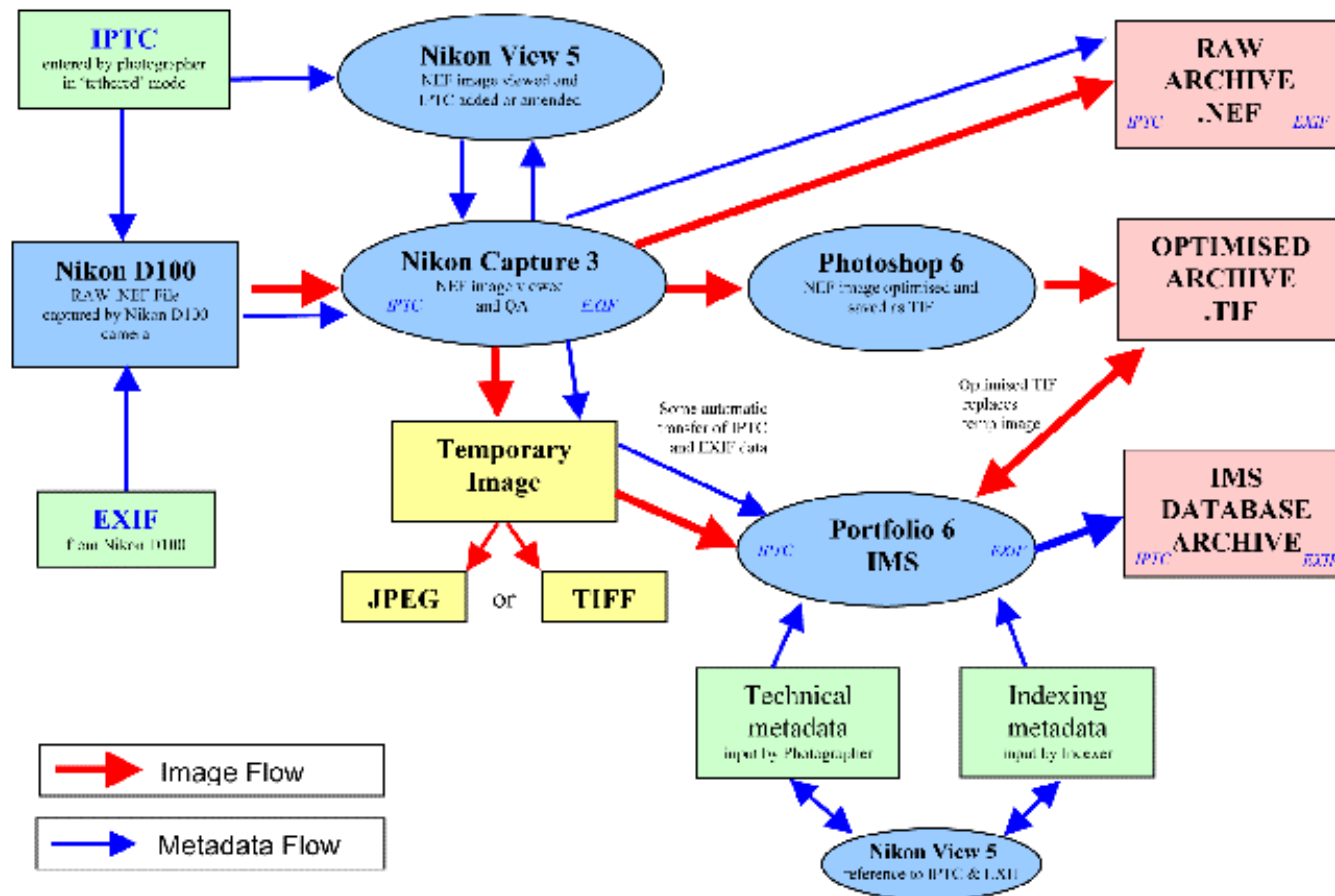 IPTC
entered by photographer
in 'tethered' mode
Nikon View 5
NEF image viewed and
IPTC added or amended
RAW
ARCHIVE
.NEF
IPTC
EXIF
Nikon D100
RAW .NEF File
captured by Nikon D100
camera
Nikon Capture 3
NEF image viewed
and QA
IPTC
EXIF
Photoshop 6
NEF image optimised and
saved as TIF
OPTIMISED
ARCHIVE
.TIF
Some automatic
transfer of IPTC
and EXIF data
Optimised TIF
replaces
temp image
Temporary
Image
EXIF
from Nikon D100
JPEG
or
TIFF
IPTC
Portfolio 6
IMS
EXIF
IMS
DATABASE
ARCHIVE
IPTC
EXIF
Technical
metadata
input by Photographer
Indexing
metadata
input by Indexer
Image Flow
Metadada Flow
Nikon View 5
reference to IPTC & EXIF